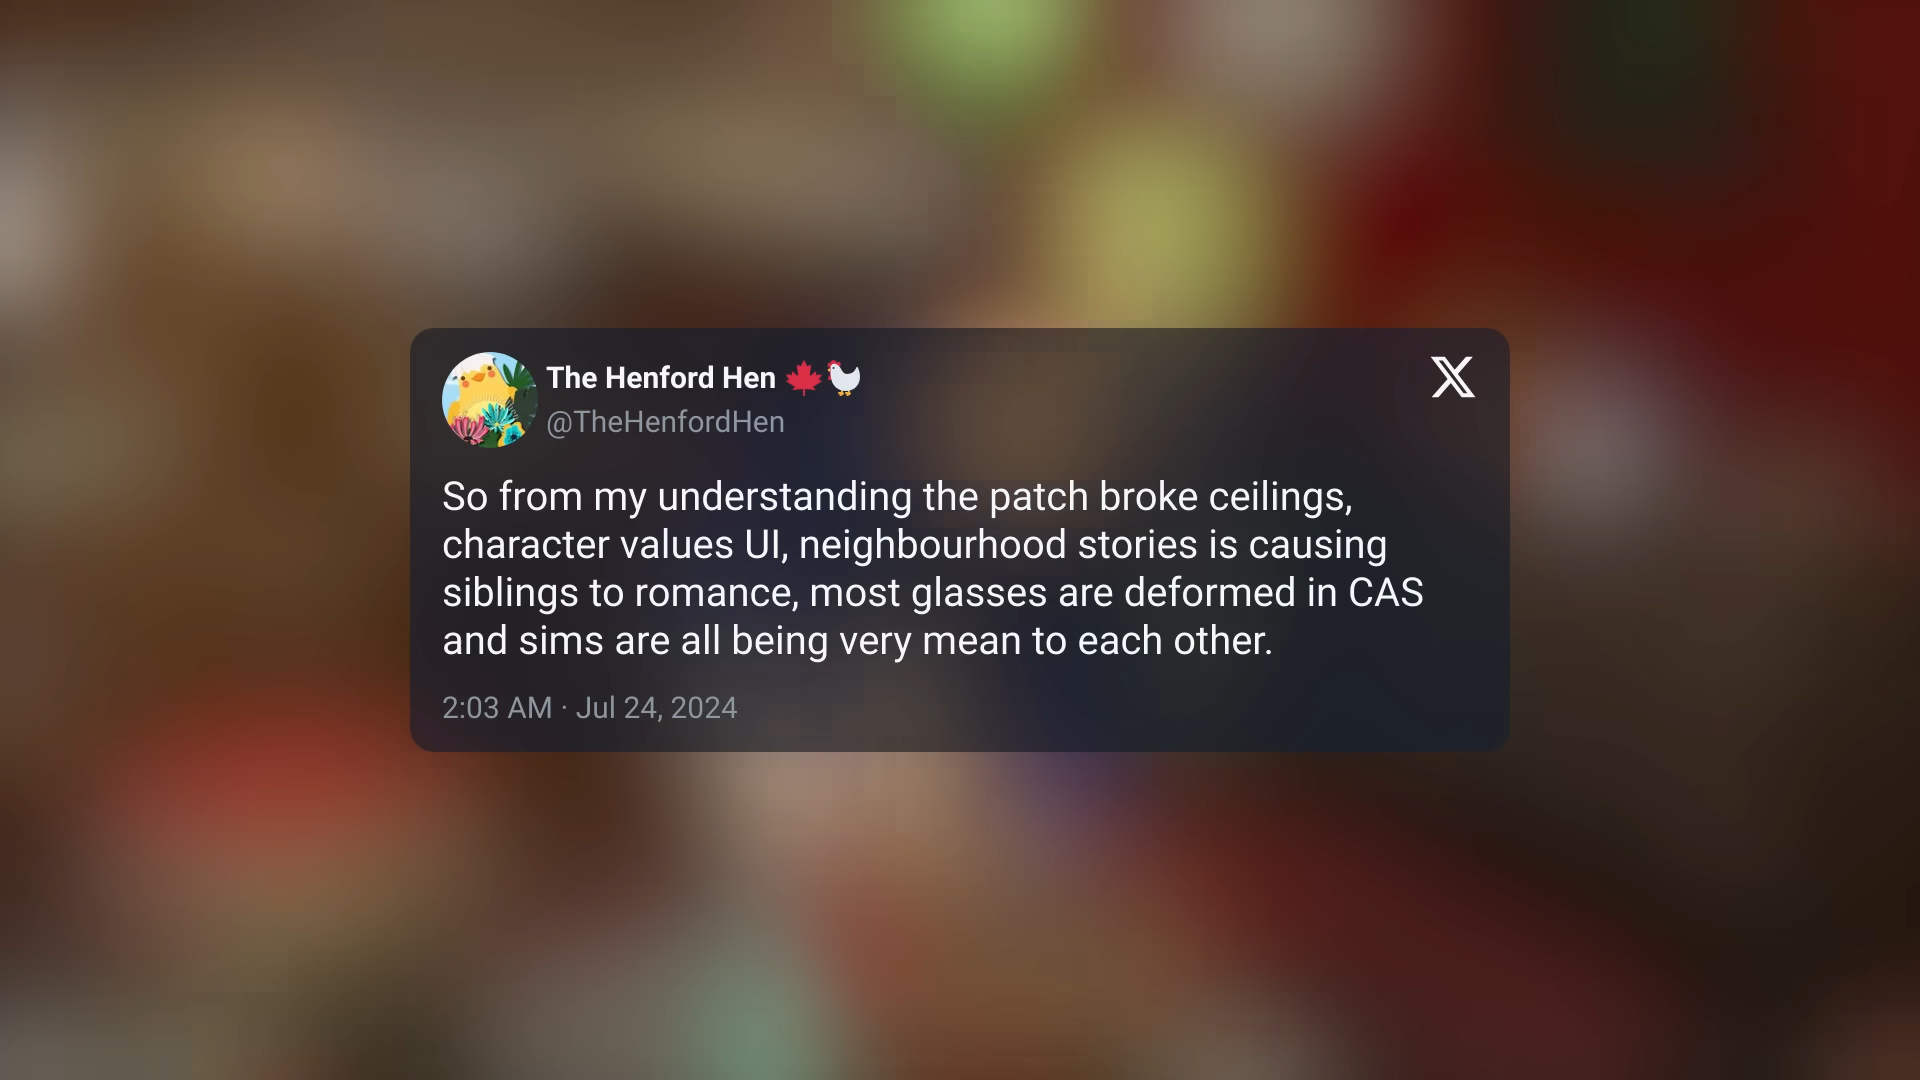 The Henford Hen 🍁🐓
@TheHenfordHen
So from my understanding the patch broke ceilings,
character values UI, neighbourhood stories is causing
siblings to romance, most glasses are deformed in CAS
and sims are all being very mean to each other.
2:03 AM · Jul 24, 2024